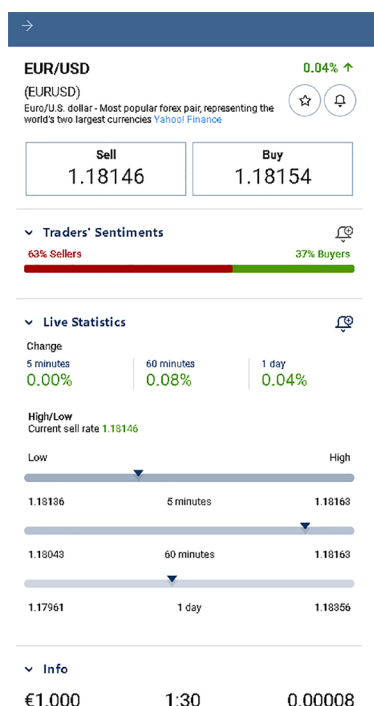 EUR/USD
0.04%
(EURUSD)
Euro/U.S. dollar - Most popular forex pair, representing the
world's two largest currencies Yahoo! Finance
Sell
1.18146
Buy
1.18154
Traders' Sentiments
63% Sellers
37% Buyers
Live Statistics
Change
5 minutes
60 minutes
1 day
0.00%
0.08%
0.04%
High/Low
Current sell rate 1.18146
Low
High
1.18136
5 minutes
1.18163
1.18043
60 minutes
1.18163
1.17961
1 day
1.18356
Info
€1,000
1:30
0.00008